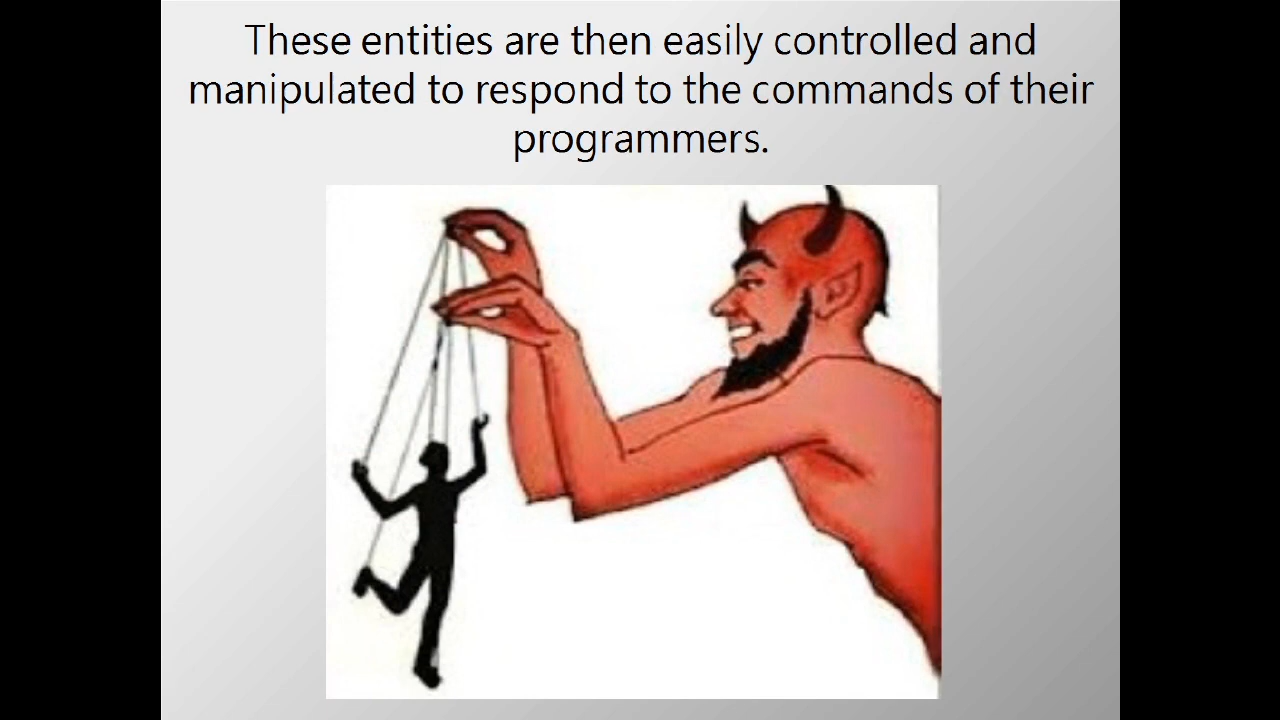 These entities are then easily controlled and
manipulated to respond to the commands of their
programmers.